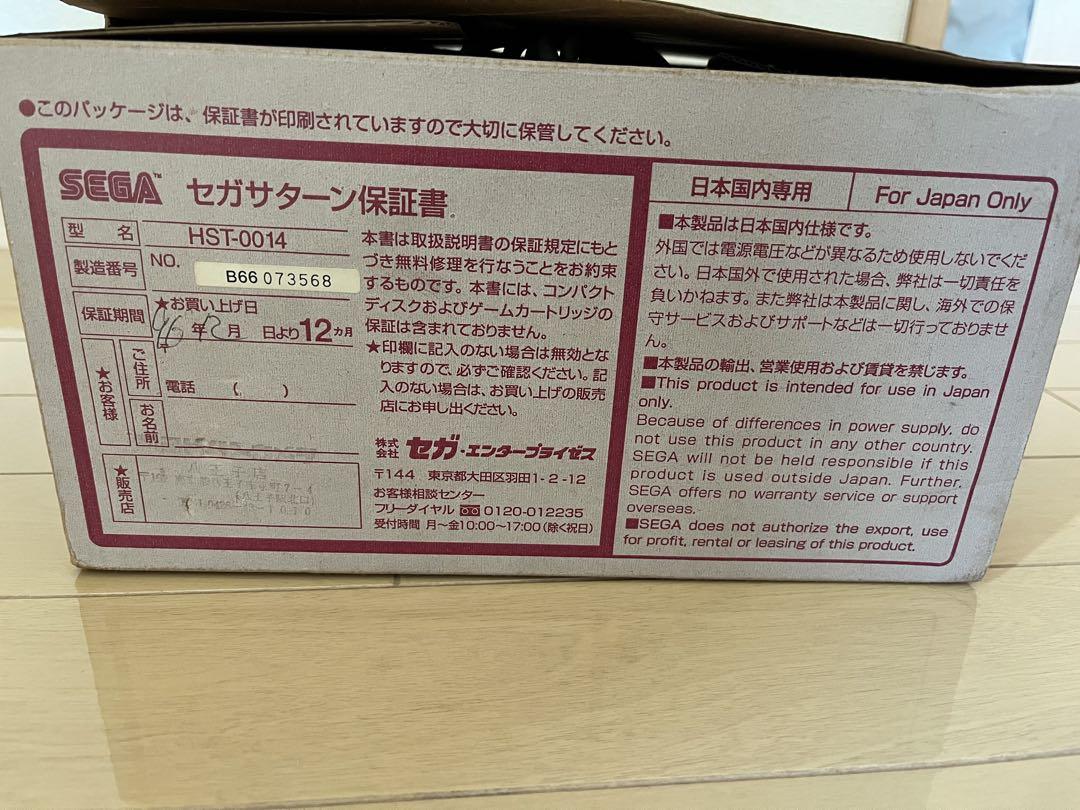 ●このパッケージは、保証書が印刷されていますので大切に保管してください。
SEGA™ セガサターン保証書
型名 HST-0014
製造番号 NO. B66 073568
保証期間 ★お買い上げ日
'96年2月 日より12ヵ月
★お客様
ご住所
電話 ( )
お名前
★販売店
八王子店
本書は取扱説明書の保証規定にもと
づき無料修理を行なうことをお約束
するものです。本書には、コンパクト
ディスクおよびゲームカートリッジの
保証は含まれておりません。
★印欄に記入のない場合は無効とな
りますので、必ずご確認ください。記
入のない場合は、お買い上げの販売
店にお申し出ください。
株式会社 セガ・エンタープライゼス
〒144 東京都大田区羽田1-2-12
お客様相談センター
フリーダイヤル 0120-012235
受付時間 月〜金10:00〜17:00(除く祝日)
日本国内専用 For Japan Only
■本製品は日本国内仕様です。
外国では電源電圧などが異なるため使用しないでくだ
さい。日本国外で使用された場合、弊社は一切責任を
負いかねます。また弊社は本製品に関し、海外での保
守サービスおよびサポートなどは一切行っておりませ
ん。
■本製品の輸出、営業使用および賃貸を禁じます。
■This product is intended for use in Japan
only.
Because of differences in power supply, do
not use this product in any other country.
SEGA will not be held responsible if this
product is used outside Japan. Further,
SEGA offers no warranty service or support
overseas.
■SEGA does not authorize the export, use
for profit, rental or leasing of this product.